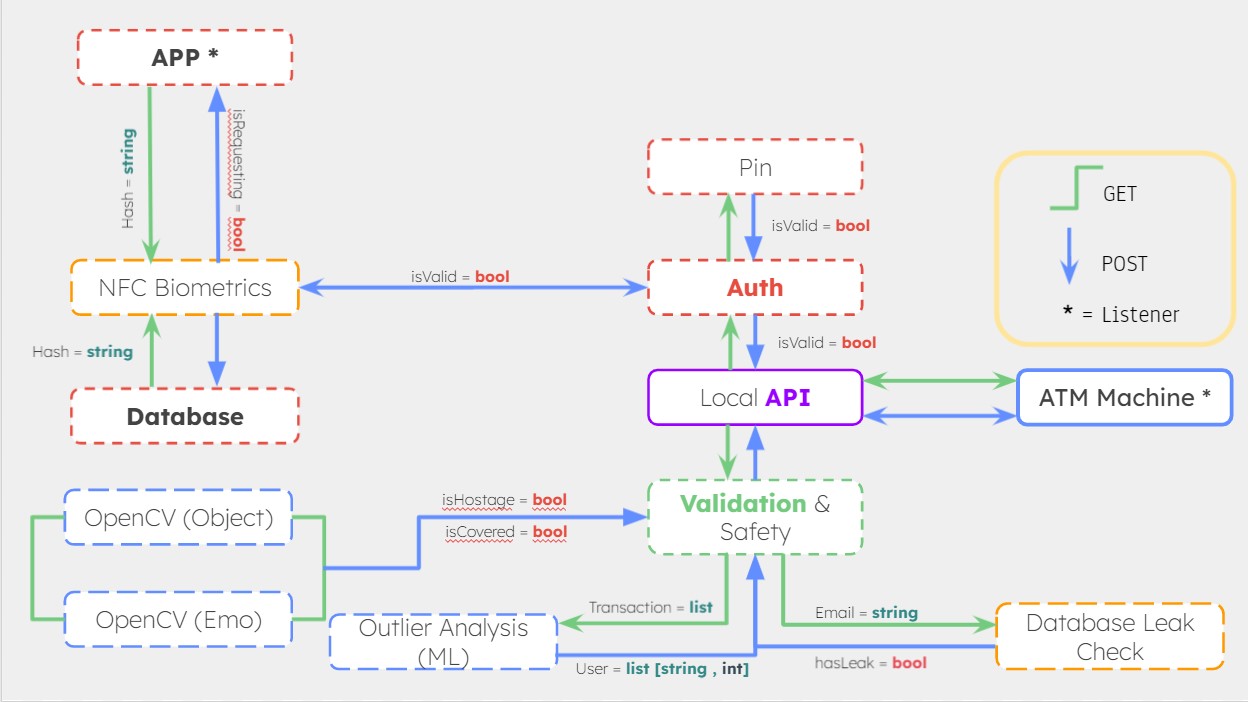 APP *
Hash = string
isRequesting = bool
Pin
GET
isValid = bool
POST
NFC Biometrics
isValid = bool
Auth
* = Listener
Hash = string
isValid = bool
Database
Local API
ATM Machine *
OpenCV (Object)
isHostage = bool
isCovered = bool
Validation &
Safety
OpenCV (Emo)
Outlier Analysis
(ML)
Transaction = list
Email = string
Database Leak
Check
User = list [string , int]
hasLeak = bool